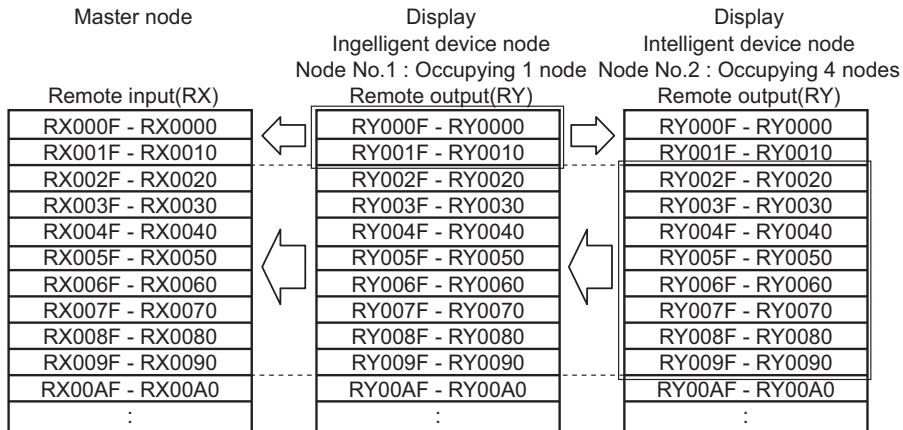 Master node Display Display
Ingelligent device node Intelligent device node
Node No.1 : Occupying 1 node Node No.2 : Occupying 4 nodes
Remote input(RX) Remote output(RY) Remote output(RY)
RX000F - RX0000 RY000F - RY0000 RY000F - RY0000
RX001F - RX0010 RY001F - RY0010 RY001F - RY0010
RX002F - RX0020 RY002F - RY0020 RY002F - RY0020
RX003F - RX0030 RY003F - RY0030 RY003F - RY0030
RX004F - RX0040 RY004F - RY0040 RY004F - RY0040
RX005F - RX0050 RY005F - RY0050 RY005F - RY0050
RX006F - RX0060 RY006F - RY0060 RY006F - RY0060
RX007F - RX0070 RY007F - RY0070 RY007F - RY0070
RX008F - RX0080 RY008F - RY0080 RY008F - RY0080
RX009F - RX0090 RY009F - RY0090 RY009F - RY0090
RX00AF - RX00A0 RY00AF - RY00A0 RY00AF - RY00A0
: : :